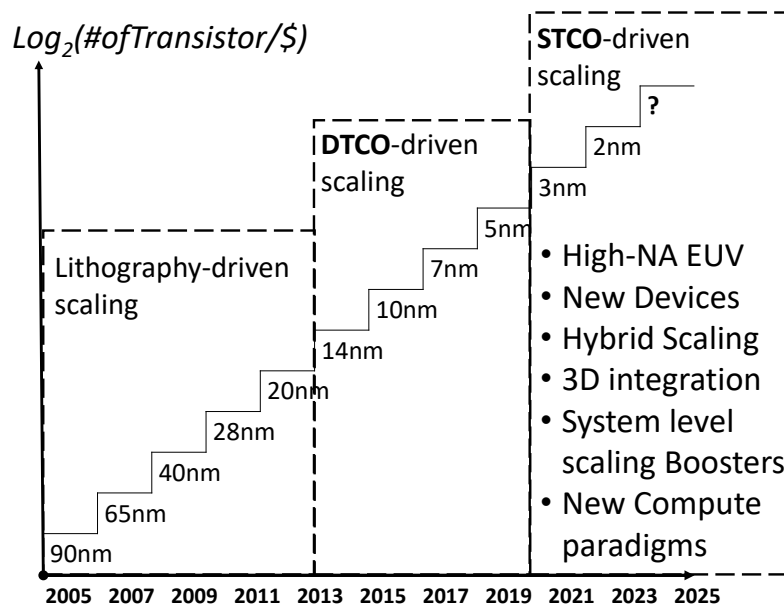 Log2(#ofTransistor/$)
STCO-driven
scaling
?
2nm
3nm
DTCO-driven
scaling
5nm
7nm
10nm
14nm
Lithography-driven
scaling
20nm
28nm
40nm
65nm
90nm
• High-NA EUV
• New Devices
• Hybrid Scaling
• 3D integration
• System level
scaling Boosters
• New Compute
paradigms
2005 2007 2009 2011 2013 2015 2017 2019 2021 2023 2025